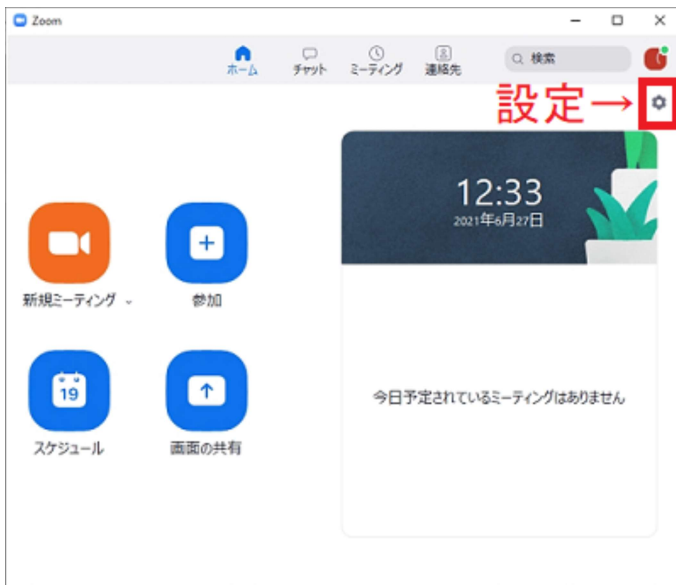 Zoom
ホーム
チャット
ミーティング
連絡先
検索
設定→
12:33
2021年6月27日
新規ミーティング
参加
19
スケジュール
画面の共有
今日予定されているミーティングはありません